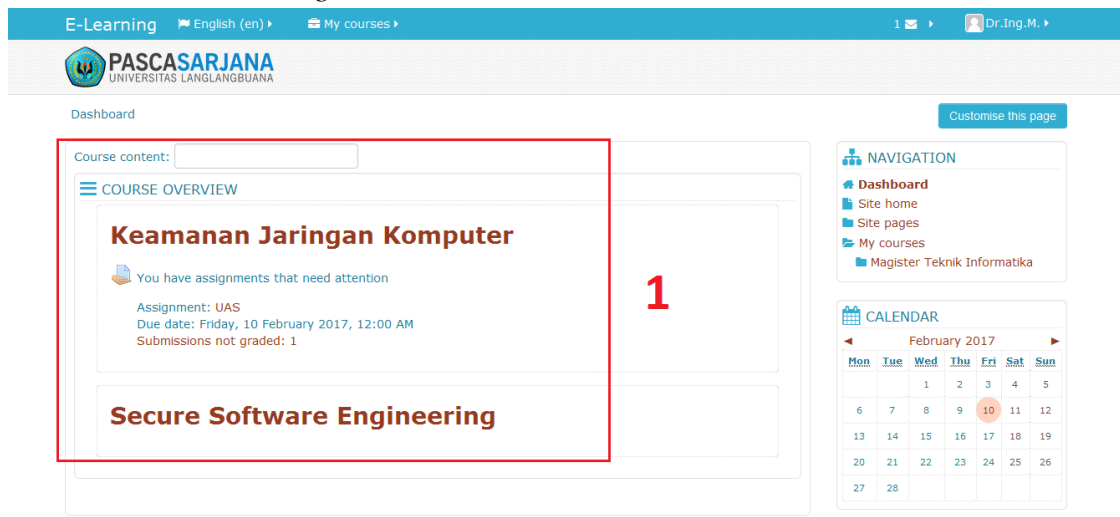 E-Learning English (en) My courses 1 Dr.Ing.M.
PASCASARJANA
UNIVERSITAS LANGLANGBUANA
Dashboard
Customise this page
Course content:
COURSE OVERVIEW
Keamanan Jaringan Komputer
You have assignments that need attention
Assignment: UAS
Due date: Friday, 10 February 2017, 12:00 AM
Submissions not graded: 1
Secure Software Engineering
1
NAVIGATION
Dashboard
Site home
Site pages
My courses
Magister Teknik Informatika
CALENDAR
◄ February 2017 ►
Mon Tue Wed Thu Fri Sat Sun
1 2 3 4 5
6 7 8 9 10 11 12
13 14 15 16 17 18 19
20 21 22 23 24 25 26
27 28